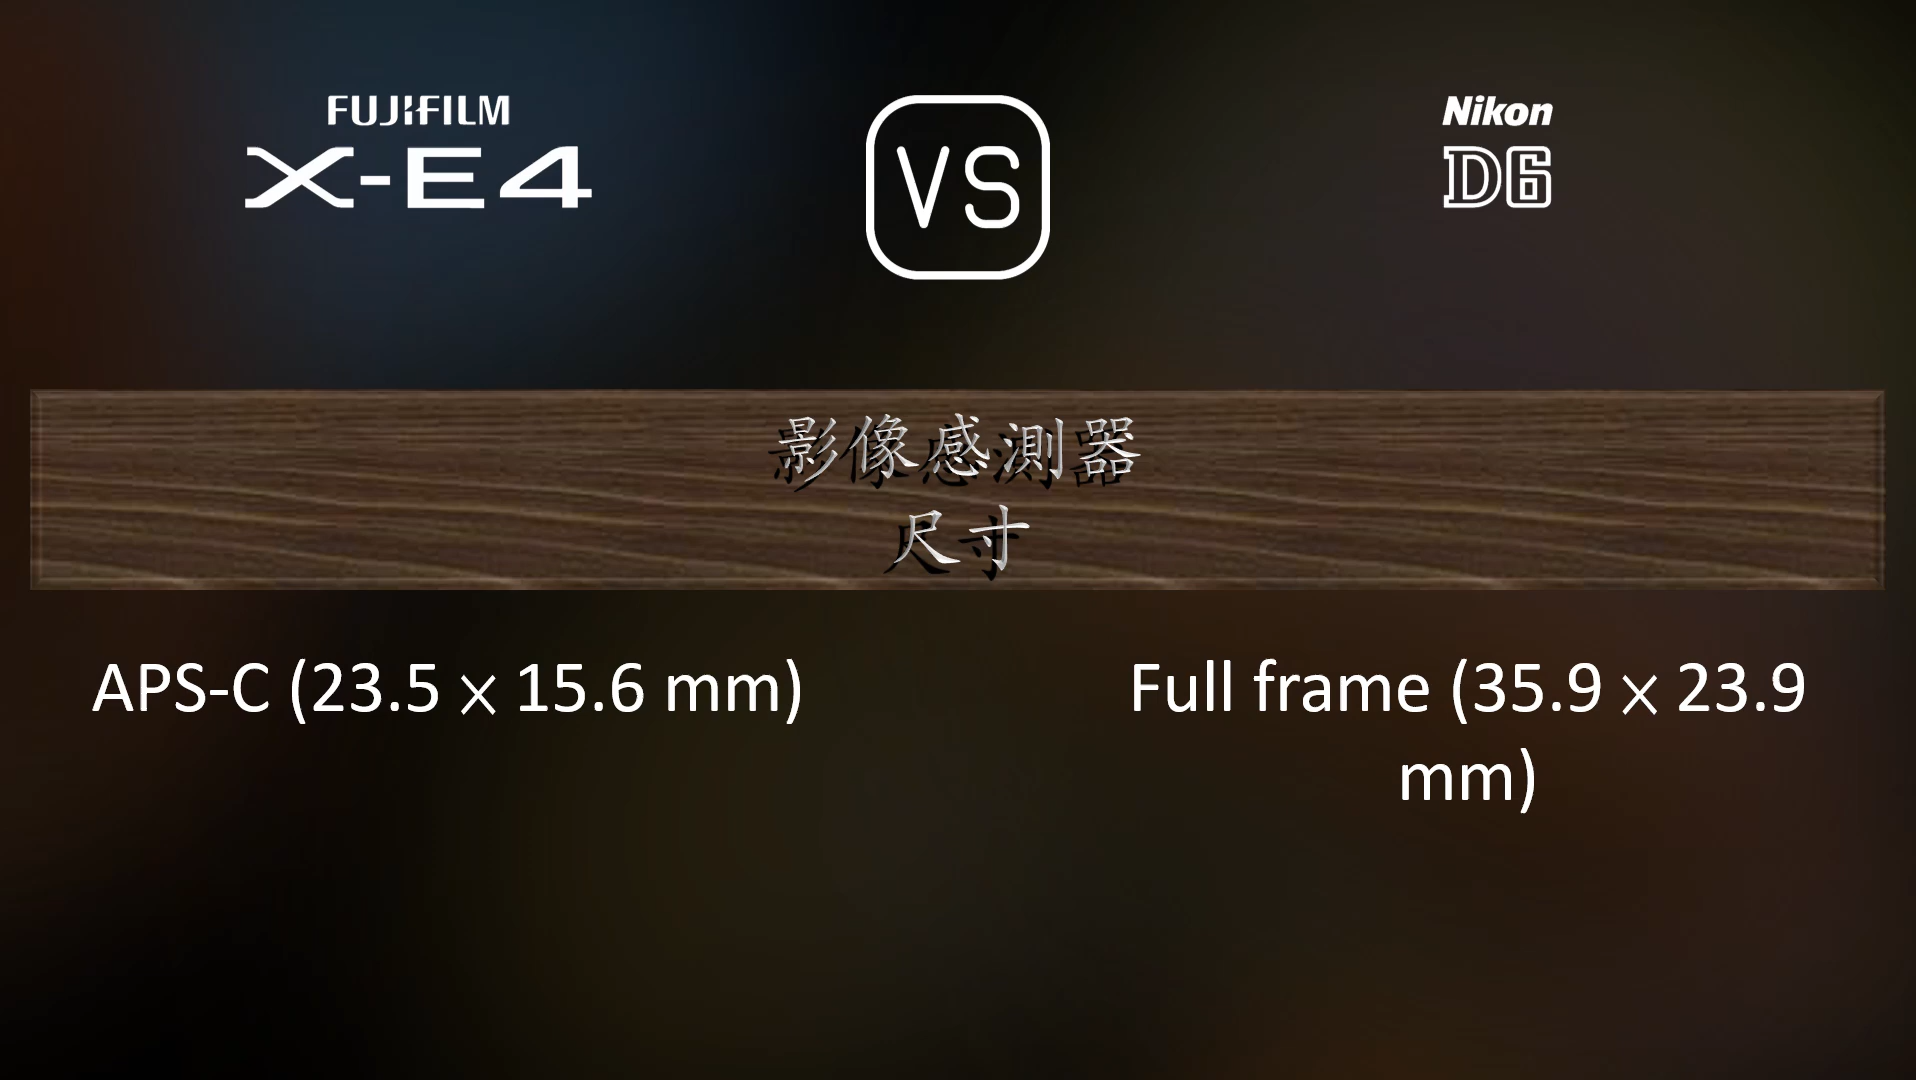 FUJIFILM
X-E4
VS
Nikon
D6
影像感測器
尺寸
APS-C (23.5 x 15.6 mm)
Full frame (35.9 x 23.9
mm)